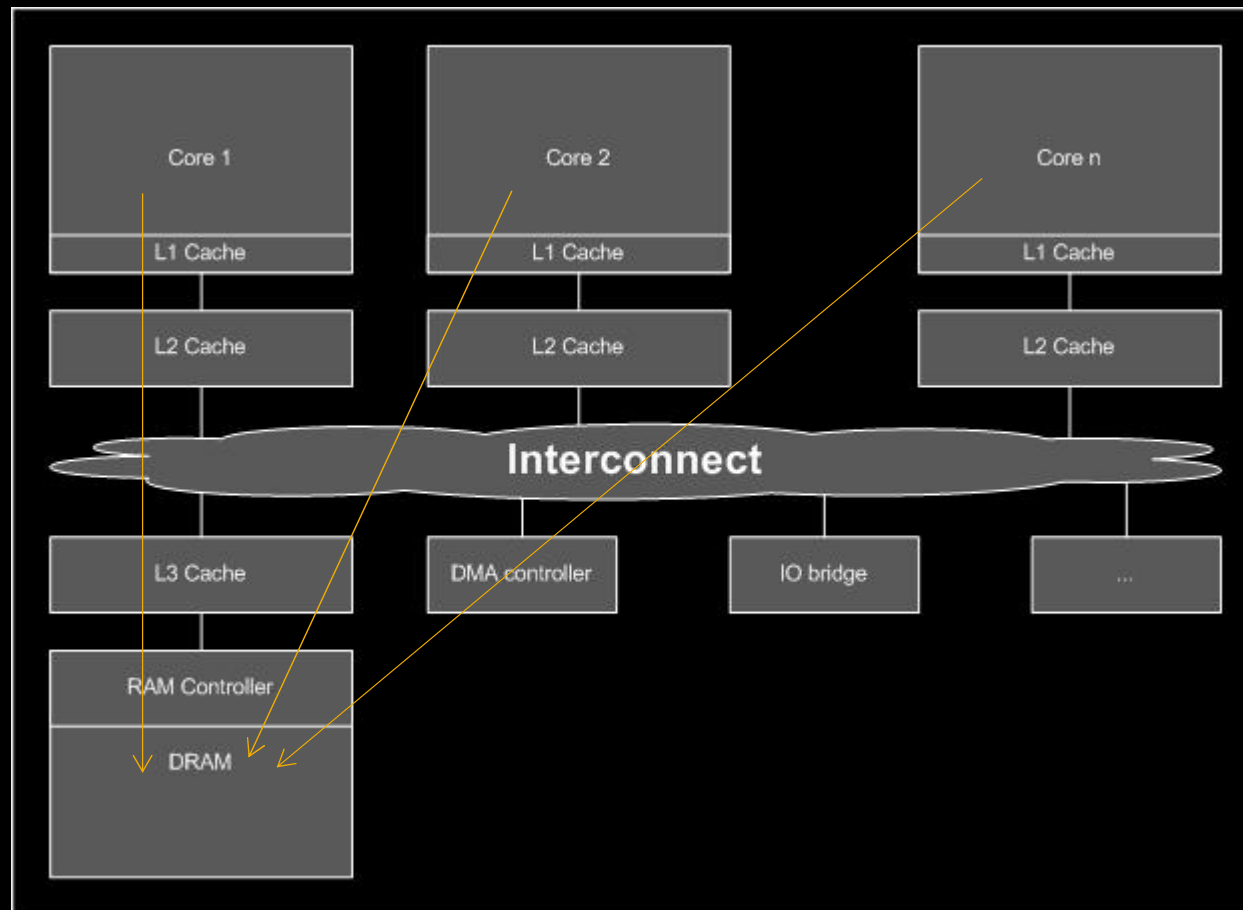 Core 1
Core 2
Core n
L1 Cache
L1 Cache
L1 Cache
L2 Cache
L2 Cache
L2 Cache
Interconnect
L3 Cache
DMA controller
IO bridge
...
RAM Controller
DRAM